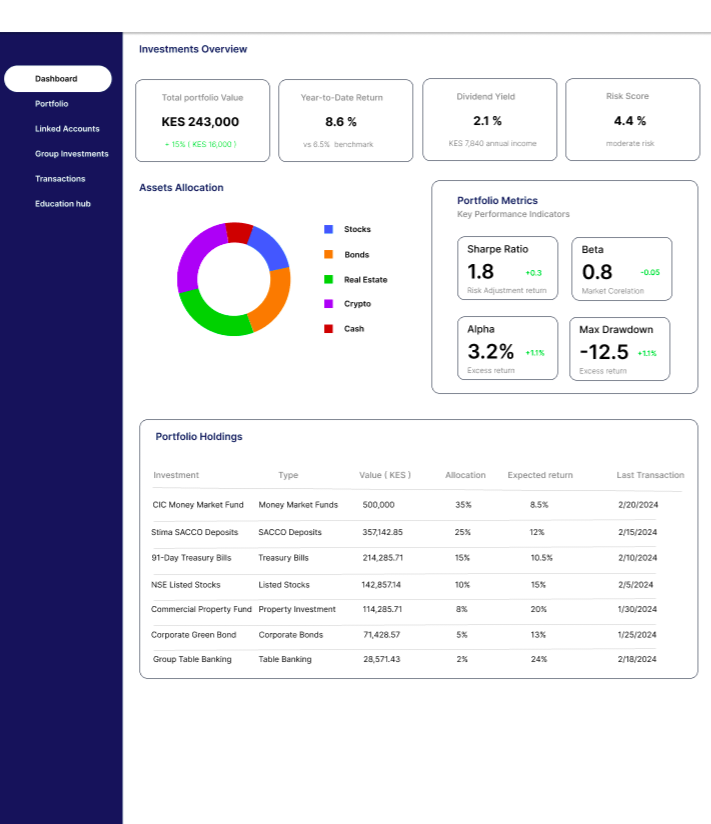 Investments Overview
Dashboard
Portfolio
Linked Accounts
Group Investments
Transactions
Education hub
Total portfolio Value
KES 243,000
+ 15% ( KES 16,000 )
Year-to-Date Return
8.6 %
vs 6.5% benchmark
Dividend Yield
2.1 %
KES 7,840 annual income
Risk Score
4.4 %
moderate risk
Assets Allocation
Stocks
Bonds
Real Estate
Crypto
Cash
Portfolio Metrics
Key Performance Indicators
Sharpe Ratio
1.8 +0.3
Risk Adjustment return
Beta
0.8 -0.05
Market Corelation
Alpha
3.2% +1.1%
Excess return
Max Drawdown
-12.5 +1.1%
Excess return
Portfolio Holdings
Investment Type Value ( KES ) Allocation Expected return Last Transaction
CIC Money Market Fund Money Market Funds 500,000 35% 8.5% 2/20/2024
Stima SACCO Deposits SACCO Deposits 357,142.85 25% 12% 2/15/2024
91-Day Treasury Bills Treasury Bills 214,285.71 15% 10.5% 2/10/2024
NSE Listed Stocks Listed Stocks 142,857.14 10% 15% 2/5/2024
Commercial Property Fund Property Investment 114,285.71 8% 20% 1/30/2024
Corporate Green Bond Corporate Bonds 71,428.57 5% 13% 1/25/2024
Group Table Banking Table Banking 28,571.43 2% 24% 2/18/2024